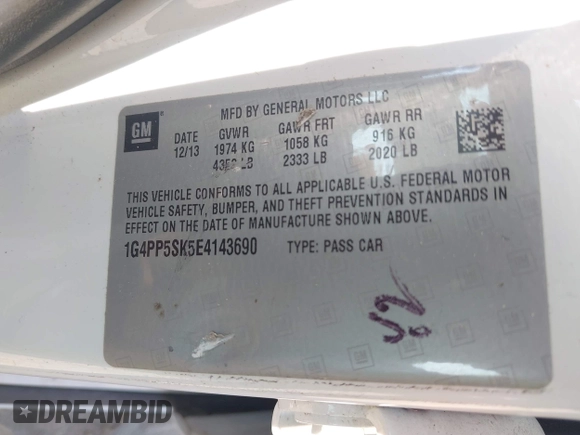 MFD BY GENERAL MOTORS LLC
GM
DATE GVWR GAWR FRT GAWR RR
12/13 1974 KG 1058 KG 916 KG
LB 2333 LB 2020 LB
THIS VEHICLE CONFORMS TO ALL APPLICABLE U.S. FEDERAL MOTOR
VEHICLE SAFETY, BUMPER, AND THEFT PREVENTION STANDARDS IN
EFFECT ON THE DATE OF MANUFACTURE SHOWN ABOVE.
1G4PP5SK5E4143690 TYPE: PASS CAR
DREAMBID